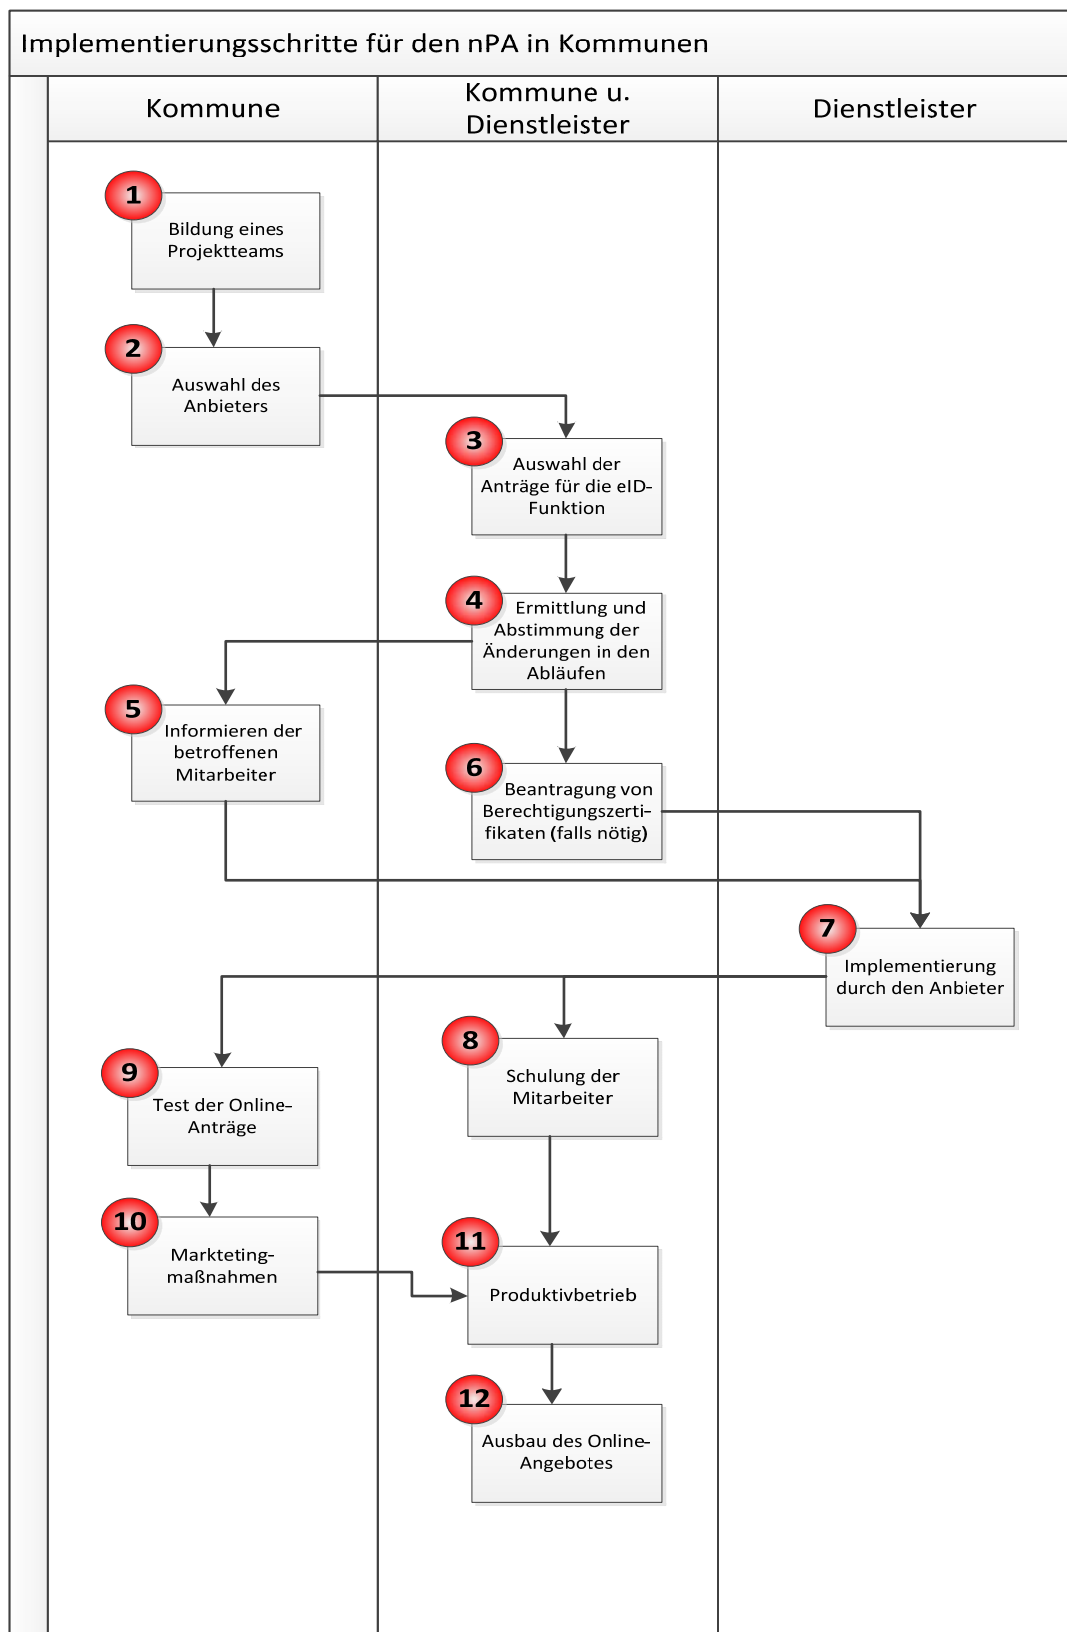 Implementierungsschritte für den nPA in Kommunen
Kommune
Kommune u.
Dienstleister
Dienstleister
1
Bildung eines
Projektteams
2
Auswahl des
Anbieters
3
Auswahl der
Anträge für die eID-
Funktion
4
Ermittlung und
Abstimmung der
Änderungen in den
Abläufen
5
Informieren der
betroffenen
Mitarbeiter
6
Beantragung von
Berechtigungszerti-
fikaten (falls nötig)
7
Implementierung
durch den Anbieter
8
Schulung der
Mitarbeiter
9
Test der Online-
Anträge
10
Markteting-
maßnahmen
11
Produktivbetrieb
12
Ausbau des Online-
Angebotes